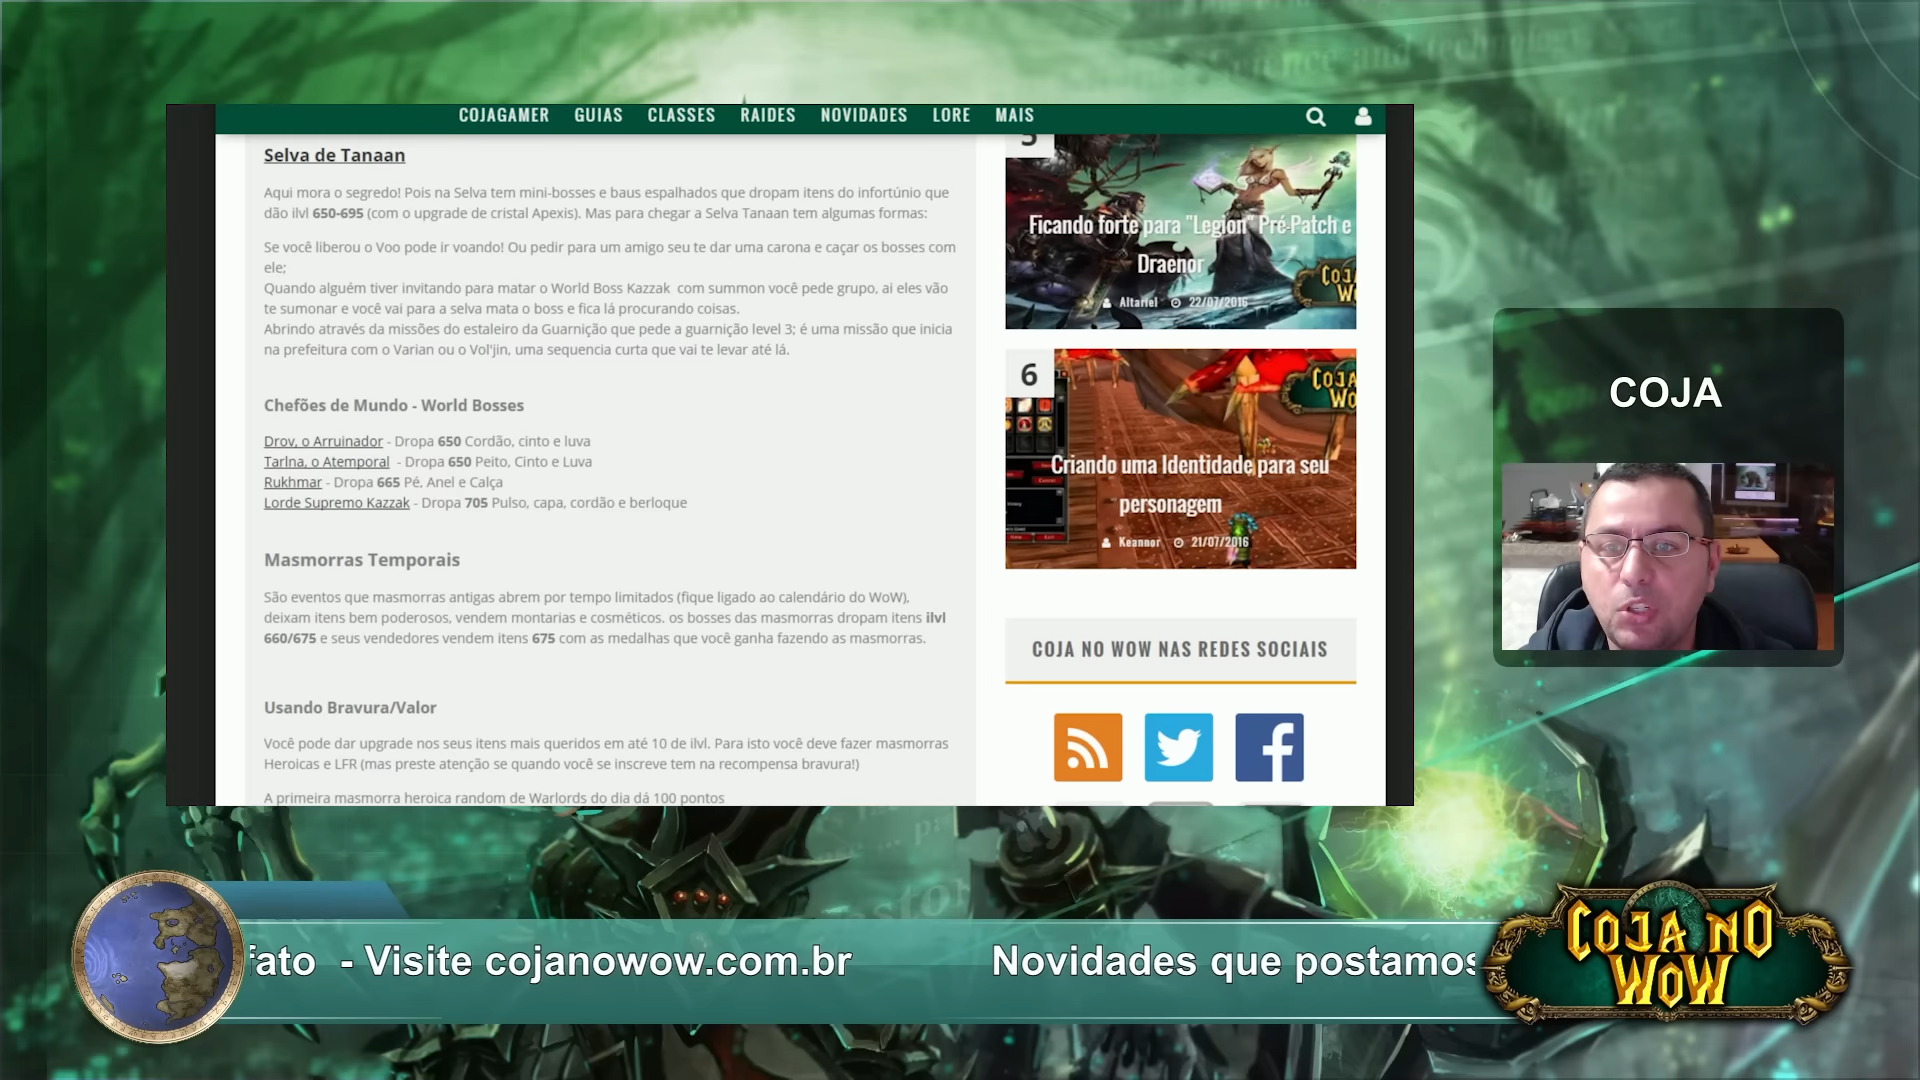 Science and technology
COJAGAMER GUIAS CLASSES RAIDES NOVIDADES LORE MAIS
Selva de Tanaan
Aqui mora o segredo! Pois na Selva tem mini-bosses e baus espalhados que dropam itens do infortúnio que
dão ilvl 650-695 (com o upgrade de cristal Apexis). Mas para chegar a Selva Tanaan tem algumas formas:
Se você liberou o Voo pode ir voando! Ou pedir para um amigo seu te dar uma carona e caçar os bosses com
ele;
Quando alguém tiver invitando para matar o World Boss Kazzak com summon você pede grupo, ai eles vão
te sumonar e você vai para a selva mata o boss e fica lá procurando coisas.
Abrindo através da missões do estaleiro da Guarnição que pede a guarnição level 3; é uma missão que inicia
na prefeitura com o Varian ou o Vol'jin, uma sequencia curta que vai te levar até lá.
Chefões de Mundo - World Bosses
Drov, o Arruinador - Dropa 650 Cordão, cinto e luva
Tarlna, o Atemporal - Dropa 650 Peito, Cinto e Luva
Rukhmar - Dropa 665 Pé, Anel e Calça
Lorde Supremo Kazzak - Dropa 705 Pulso, capa, cordão e berloque
Masmorras Temporais
São eventos que masmorras antigas abrem por tempo limitados (fique ligado ao calendário do WoW),
deixam itens bem poderosos, vendem montarias e cosméticos. os bosses das masmorras dropam itens ilvl
660/675 e seus vendedores vendem itens 675 com as medalhas que você ganha fazendo as masmorras.
Usando Bravura/Valor
Você pode dar upgrade nos seus itens mais queridos em até 10 de ilvl. Para isto você deve fazer masmorras
Heroicas e LFR (mas preste atenção se quando você se inscreve tem na recompensa bravura!)
A primeira masmorra heroica random de Warlords do dia dá 100 pontos
5
Ficando forte para "Legion" Pré-Patch e
Draenor
Altariel 22/07/2016
COJA
W
6
COJA
WO
Criando uma Identidade para seu
personagem
Keannor 21/07/2016
COJA NO WOW NAS REDES SOCIAIS
COJA
fato - Visite cojanowow.com.br
Novidades que postamos
COJA NO
WOW